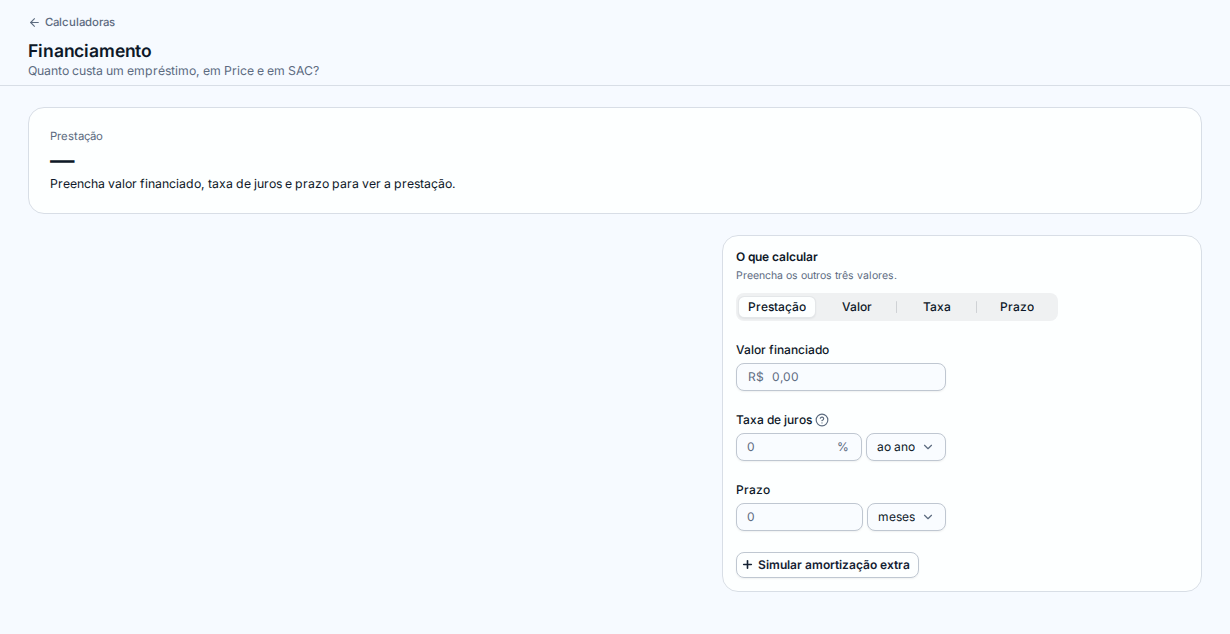 Calculadoras
Financiamento
Quanto custa um empréstimo, em Price e em SAC?
Prestação
—
Preencha valor financiado, taxa de juros e prazo para ver a prestação.
O que calcular
Preencha os outros três valores.
Prestação Valor Taxa Prazo
Valor financiado
R$ 0,00
Taxa de juros ?
0 % ao ano
Prazo
0 meses
+ Simular amortização extra